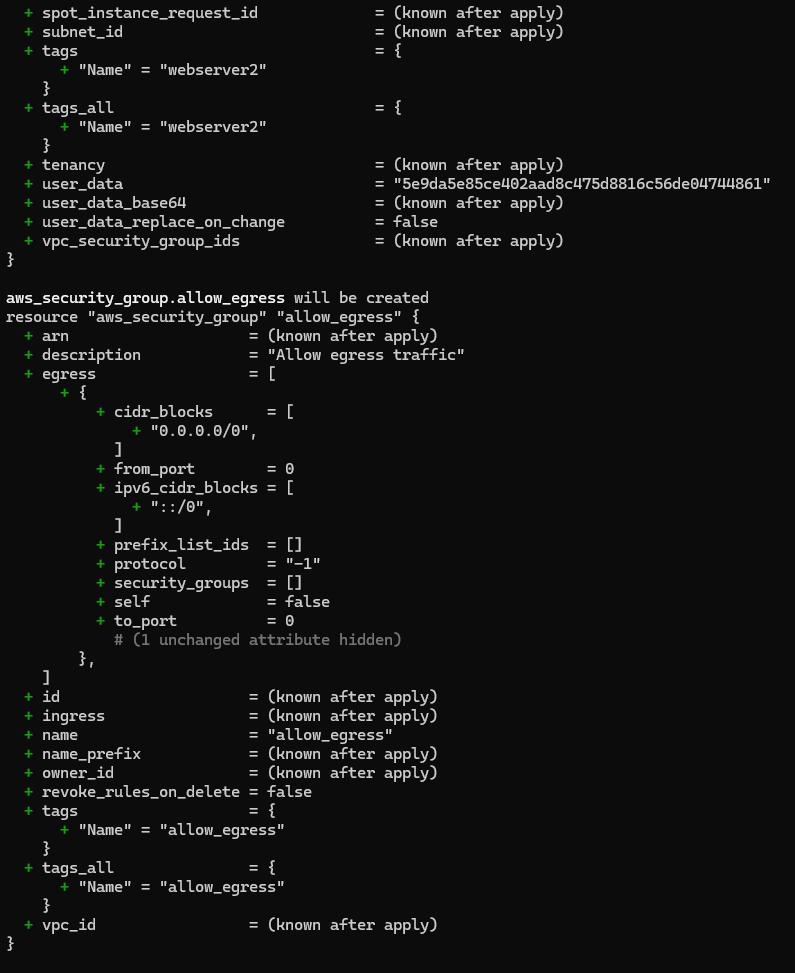 + spot_instance_request_id             = (known after apply)
+ subnet_id                            = (known after apply)
+ tags                                 = {
+ "Name" = "webserver2"
}
+ tags_all                             = {
+ "Name" = "webserver2"
}
+ tenancy                              = (known after apply)
+ user_data                            = "5e9da5e85ce402aad8c475d8816c56de04744861"
+ user_data_base64                     = (known after apply)
+ user_data_replace_on_change          = false
+ vpc_security_group_ids               = (known after apply)
}
aws_security_group.allow_egress will be created
resource "aws_security_group" "allow_egress" {
+ arn                    = (known after apply)
+ description            = "Allow egress traffic"
+ egress                 = [
+ {
+ cidr_blocks      = [
+ "0.0.0.0/0",
]
+ from_port        = 0
+ ipv6_cidr_blocks = [
+ "::/0",
]
+ prefix_list_ids  = []
+ protocol         = "-1"
+ security_groups  = []
+ self             = false
+ to_port          = 0
# (1 unchanged attribute hidden)
},
]
+ id                     = (known after apply)
+ ingress                = (known after apply)
+ name                   = "allow_egress"
+ name_prefix            = (known after apply)
+ owner_id               = (known after apply)
+ revoke_rules_on_delete = false
+ tags                   = {
+ "Name" = "allow_egress"
}
+ tags_all               = {
+ "Name" = "allow_egress"
}
+ vpc_id                 = (known after apply)
}